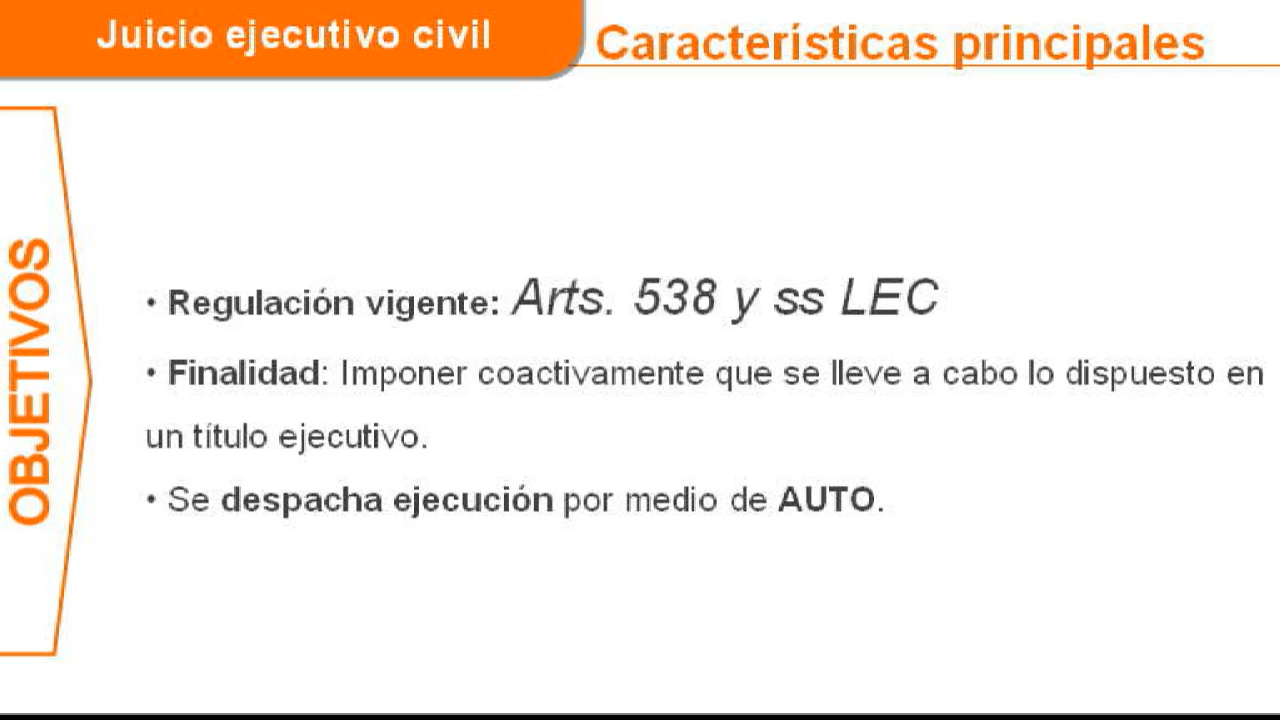 Juicio ejecutivo civil
Características principales
OBJETIVOS
• Regulación vigente: Arts. 538 y ss LEC
• Finalidad: Imponer coactivamente que se lleve a cabo lo dispuesto en
un título ejecutivo.
• Se despacha ejecución por medio de AUTO.